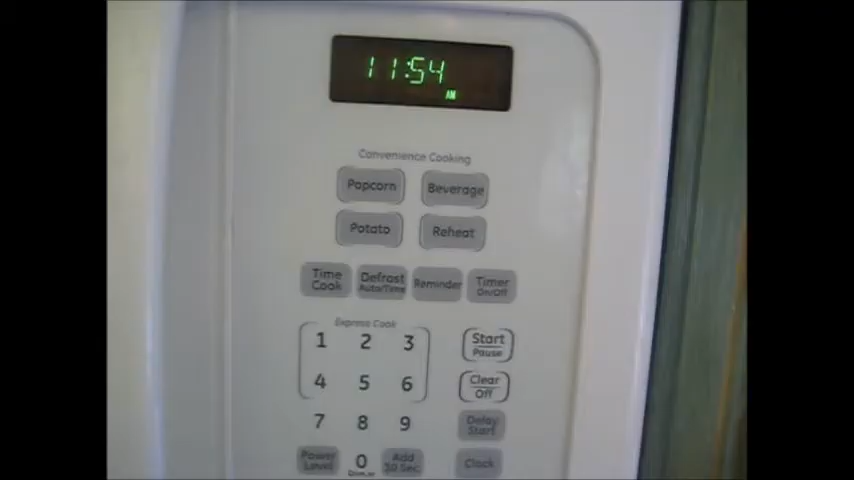 11:54
AM
Convenience Cooking
Popcorn Beverage
Potato Reheat
Time Cook
Defrost Auto/Time
Reminder
Timer On/Off
Express Cook
1 2 3
Start Pause
4 5 6
Clear Off
7 8 9
Delay Start
Power Level
0
Add 30 Sec
Clock